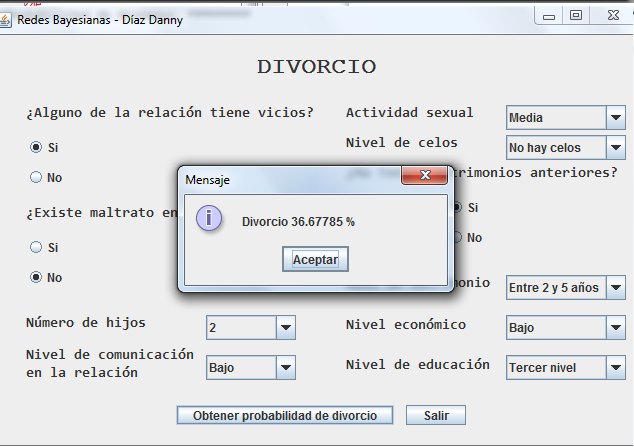 Redes Bayesianas - Díaz Danny
DIVORCIO
¿Alguno de la relación tiene vicios?
Si
No
¿Existe maltrato en
Si
No
Número de hijos
2
Nivel de comunicación
en la relación
Bajo
Actividad sexual
Media
Nivel de celos
No hay celos
trimonios anteriores?
Si
No
Entre 2 y 5 años
Nivel económico
Bajo
Nivel de educación
Tercer nivel
Mensaje
Divorcio 36.67785 %
Aceptar
Obtener probabilidad de divorcio
Salir